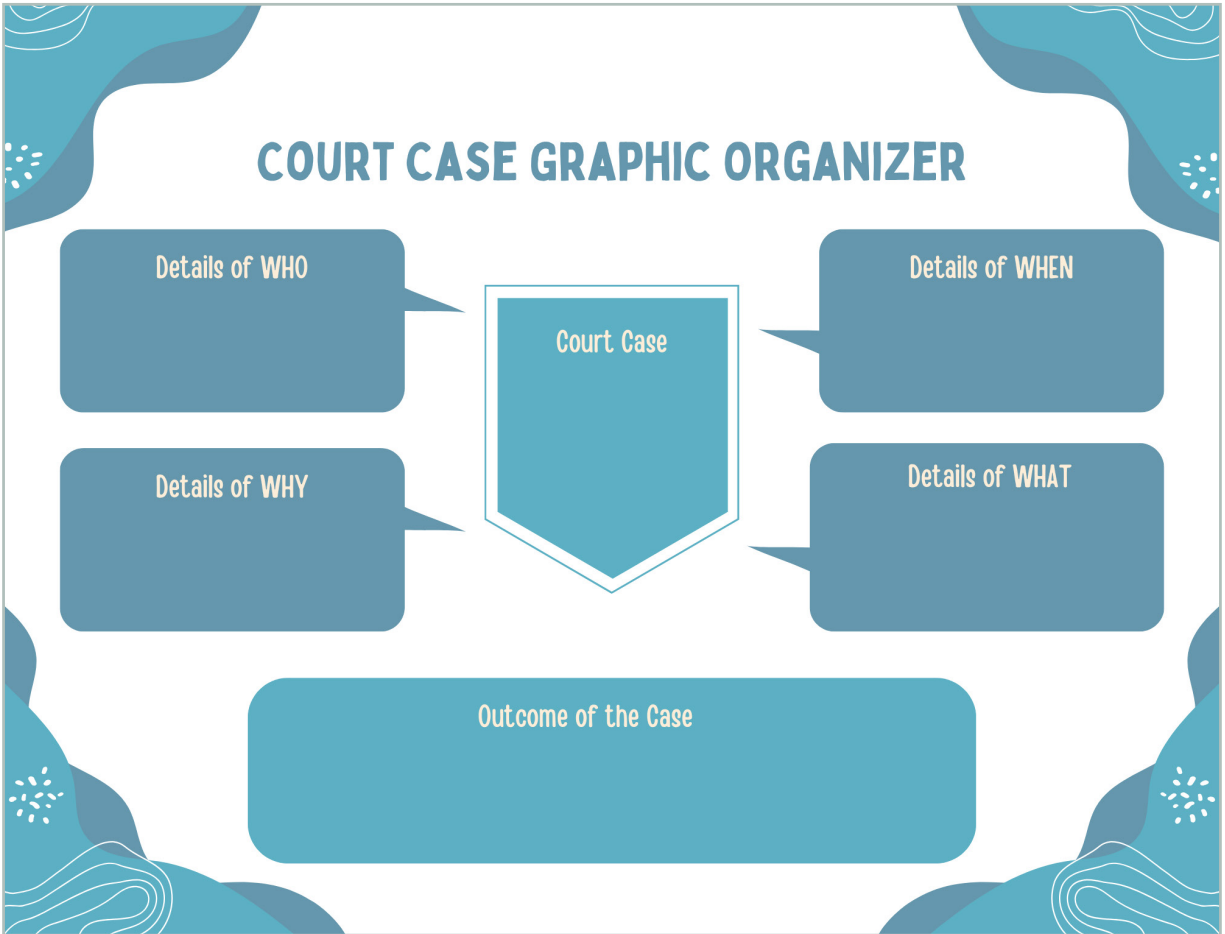 COURT CASE GRAPHIC ORGANIZER
Details of WHO
Details of WHEN
Court Case
Details of WHY
Details of WHAT
Outcome of the Case